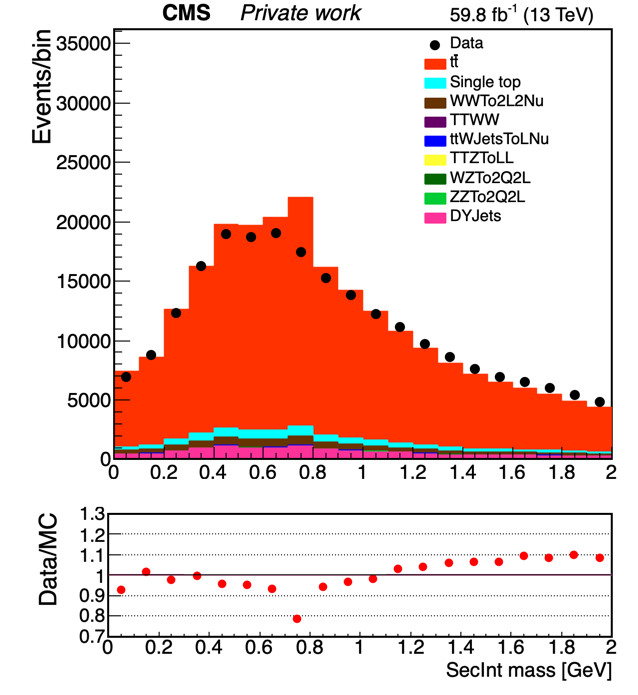 CMS Private work 59.8 fb⁻¹ (13 TeV)
Events/bin
35000
30000
25000
20000
15000
10000
5000
0
Data
tt̄
Single top
WWTo2L2Nu
TTWW
ttWJetsToLNu
TTZToLL
WZTo2Q2L
ZZTo2Q2L
DYJets
0 0.2 0.4 0.6 0.8 1 1.2 1.4 1.6 1.8 2
Data/MC
1.3
1.2
1.1
1
0.9
0.8
0.7
0 0.2 0.4 0.6 0.8 1 1.2 1.4 1.6 1.8 2
SecInt mass [GeV]